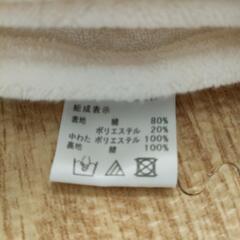 組成表示
表地 綿 80%
ポリエステル 20%
中わた ポリエステル 100%
裏地 綿 100%